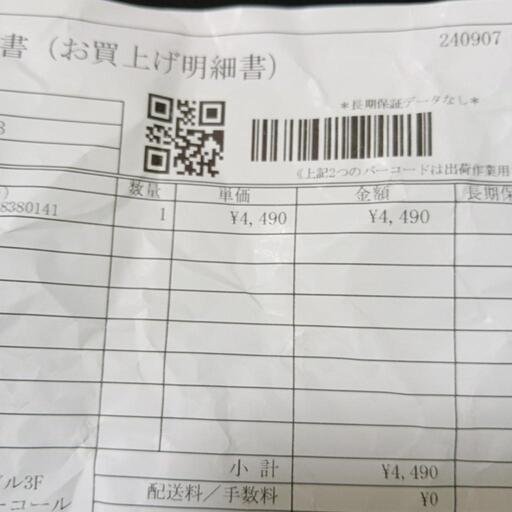 書（お買上げ明細書）
240907
＊長期保証データなし＊
8
《上記2つのバーコードは出荷作業用
数量 単価 金額 長期保
8380141 1 ¥4,490 ¥4,490
小計 ¥4,490
ル3F 配送料／手数料 ¥0
コール